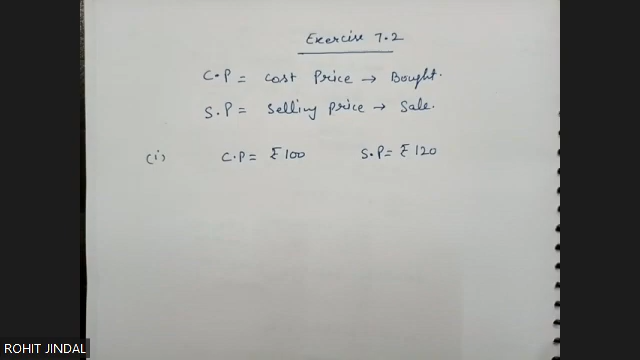 Exercise 7.2
C.P = Cost Price → Bought.
S.P = Selling price → Sale.
(i) C.P = ₹100 S.P = ₹120
ROHIT JINDAL